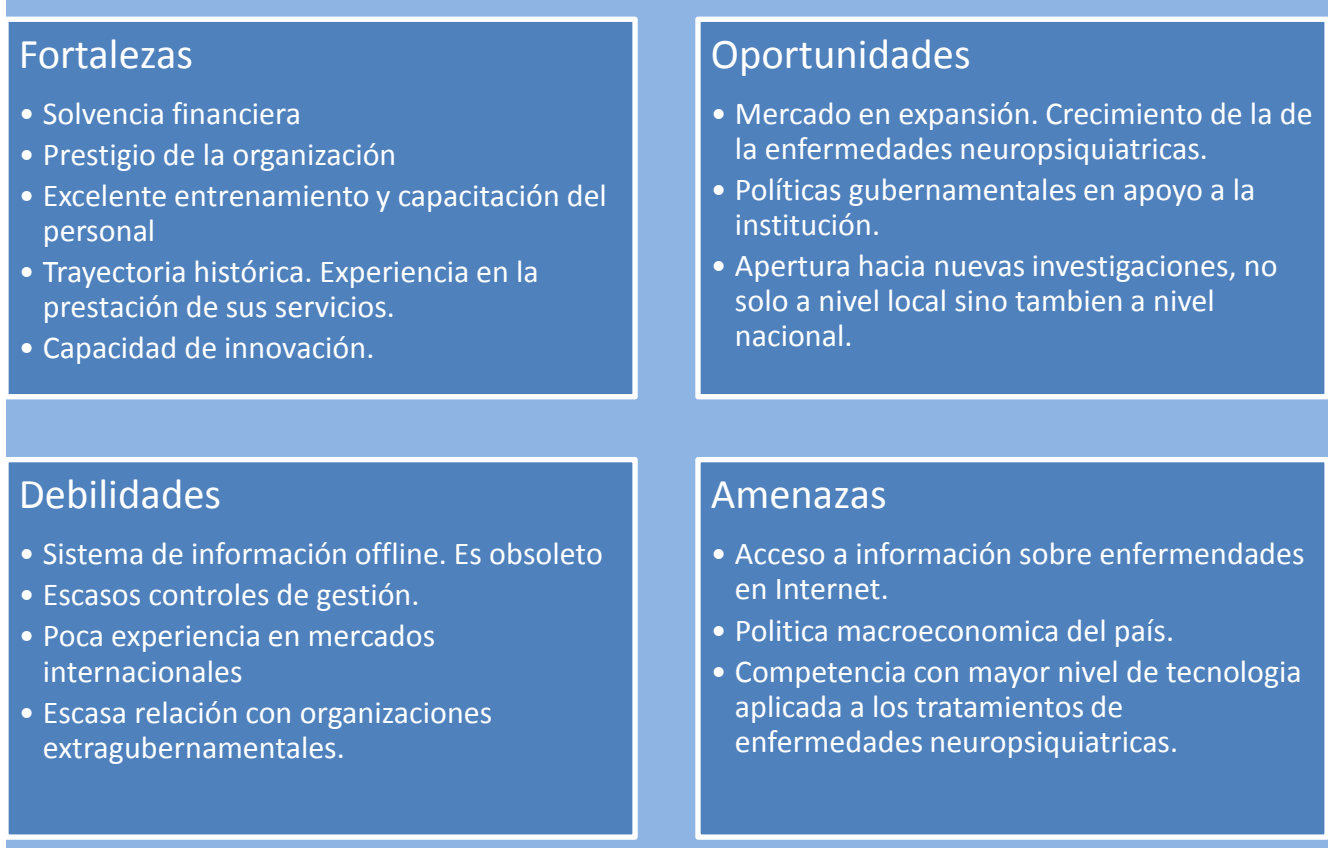 Fortalezas
• Solvencia financiera
• Prestigio de la organización
• Excelente entrenamiento y capacitación del
personal
• Trayectoria histórica. Experiencia en la
prestación de sus servicios.
• Capacidad de innovación.
Oportunidades
• Mercado en expansión. Crecimiento de la de
la enfermedades neuropsiquiatricas.
• Políticas gubernamentales en apoyo a la
institución.
• Apertura hacia nuevas investigaciones, no
solo a nivel local sino tambien a nivel
nacional.
Debilidades
• Sistema de información offline. Es obsoleto
• Escasos controles de gestión.
• Poca experiencia en mercados
internacionales
• Escasa relación con organizaciones
extragubernamentales.
Amenazas
• Acceso a información sobre enfermendades
en Internet.
• Politica macroeconomica del país.
• Competencia con mayor nivel de tecnologia
aplicada a los tratamientos de
enfermedades neuropsiquiatricas.